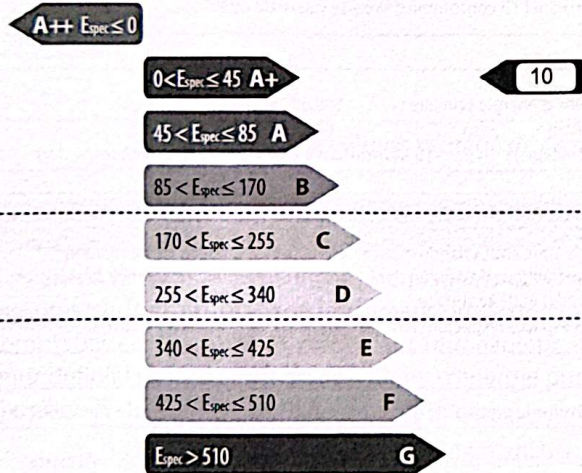 A++ Espec ≤ 0
0 < Espec ≤ 45 A+
10
45 < Espec ≤ 85 A
85 < Espec ≤ 170 B
170 < Espec ≤ 255 C
255 < Espec ≤ 340 D
340 < Espec ≤ 425 E
425 < Espec ≤ 510 F
Espec > 510 G